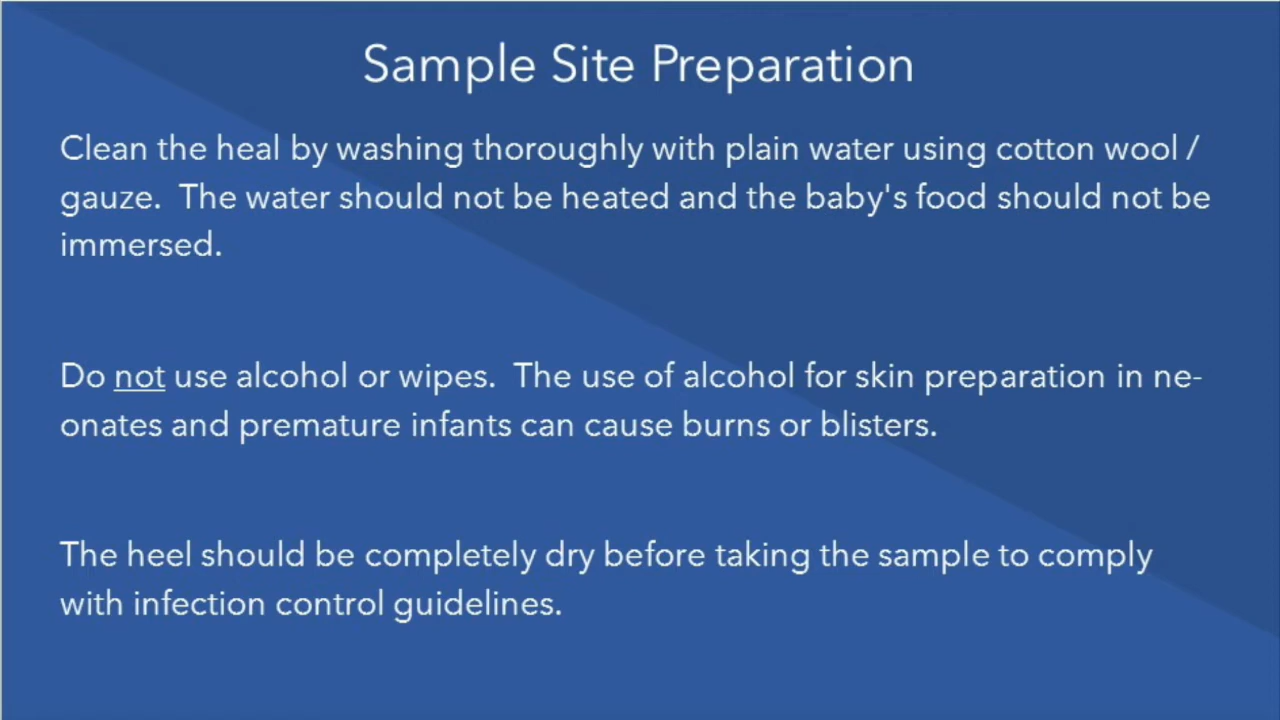 Sample Site Preparation
Clean the heal by washing thoroughly with plain water using cotton wool /
gauze.  The water should not be heated and the baby's food should not be
immersed.
Do not use alcohol or wipes.  The use of alcohol for skin preparation in ne-
onates and premature infants can cause burns or blisters.
The heel should be completely dry before taking the sample to comply
with infection control guidelines.